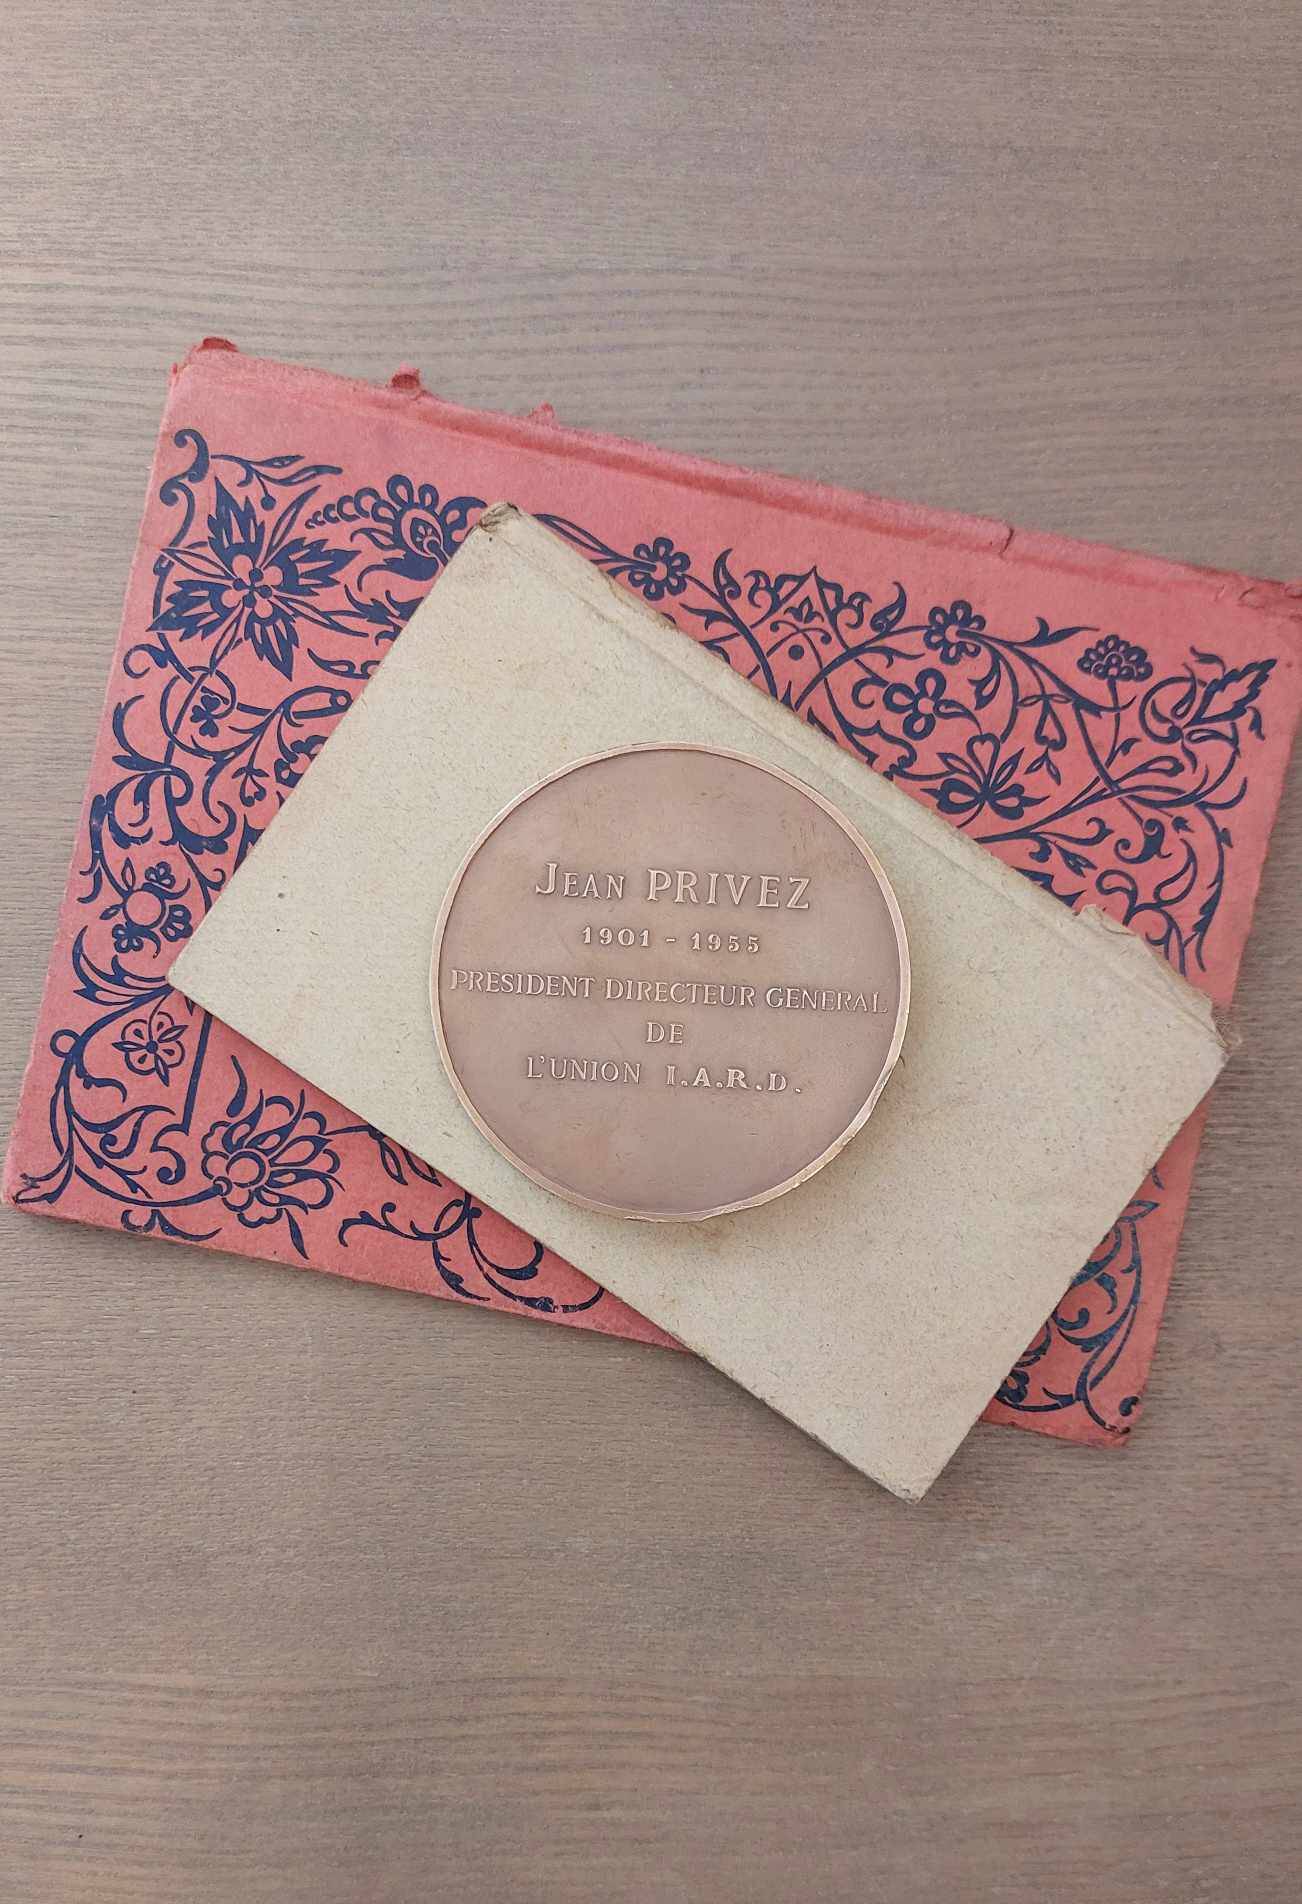 JEAN PRIVEZ
1901 - 1955
PRESIDENT DIRECTEUR GENERAL
DE
L'UNION I.A.R.D.